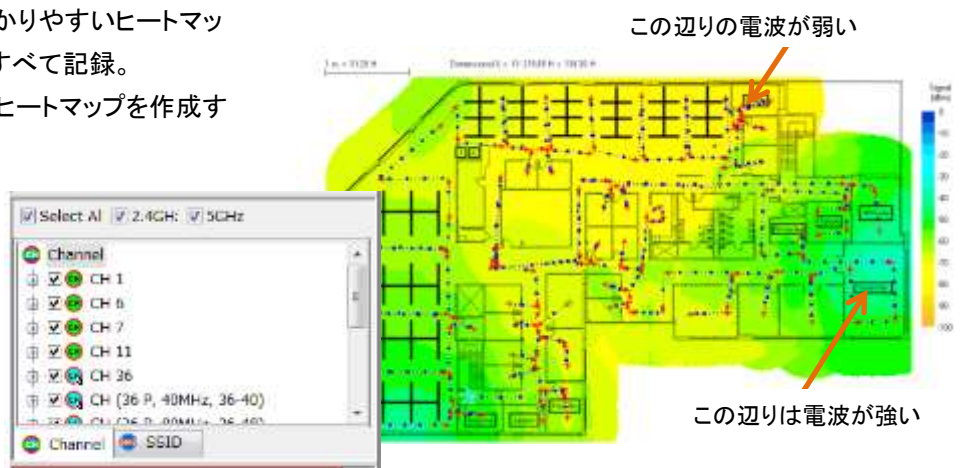 かりやすいヒートマッ
すべて記録。
ヒートマップを作成す
この辺りの電波が弱い
Signal
Select Al 2.4GH: 5GHz
Channel
CH 1
CH 6
CH 7
CH 11
CH 36
CH (36 P, 40MHz, 36-40)
Channel SSID
この辺りは電波が強い